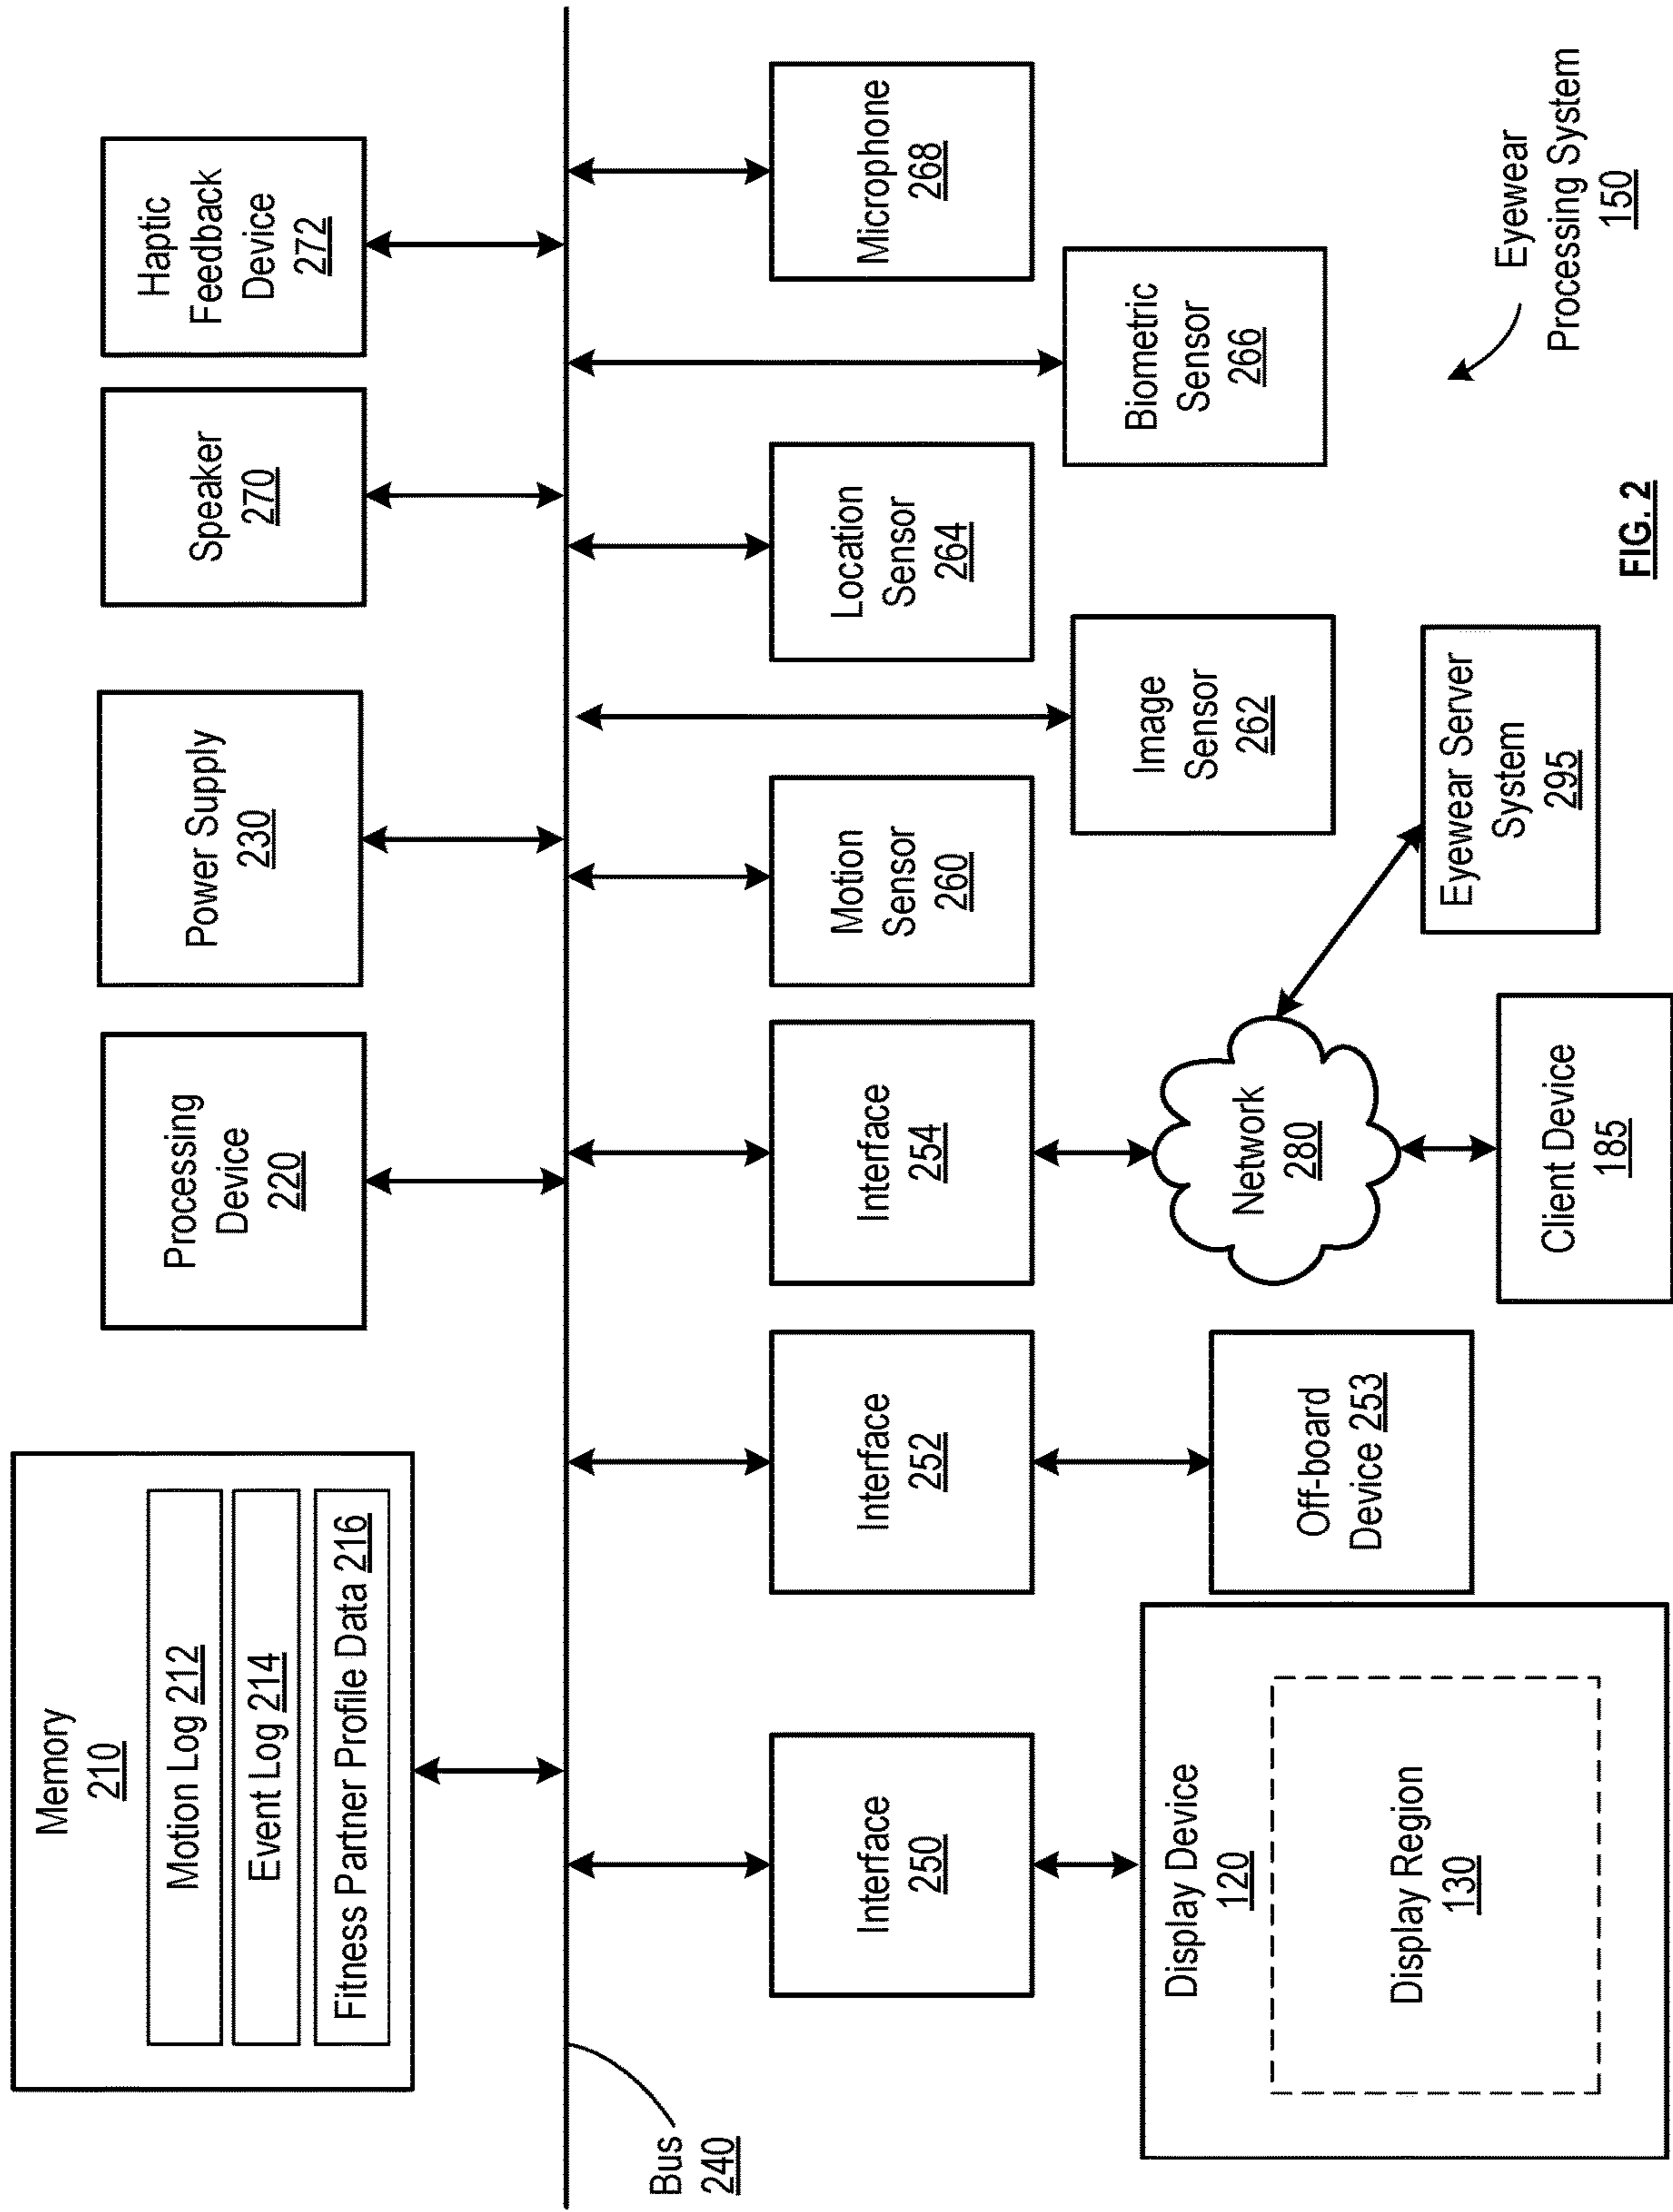 Memory
210
Motion Log 212
Event Log 214
Fitness Partner Profile Data 216
Processing
Device
220
Power Supply
230
Speaker
270
Haptic
Feedback
Device
272
Bus
240
Interface
250
Interface
252
Interface
254
Motion
Sensor
260
Location
Sensor
264
Microphone
268
Image
Sensor
262
Biometric
Sensor
266
Display Device
120
Display Region
130
Off-board
Device 253
Network
280
Client Device
185
Eyewear Server
System
295
Eyewear
Processing System
150
FIG. 2